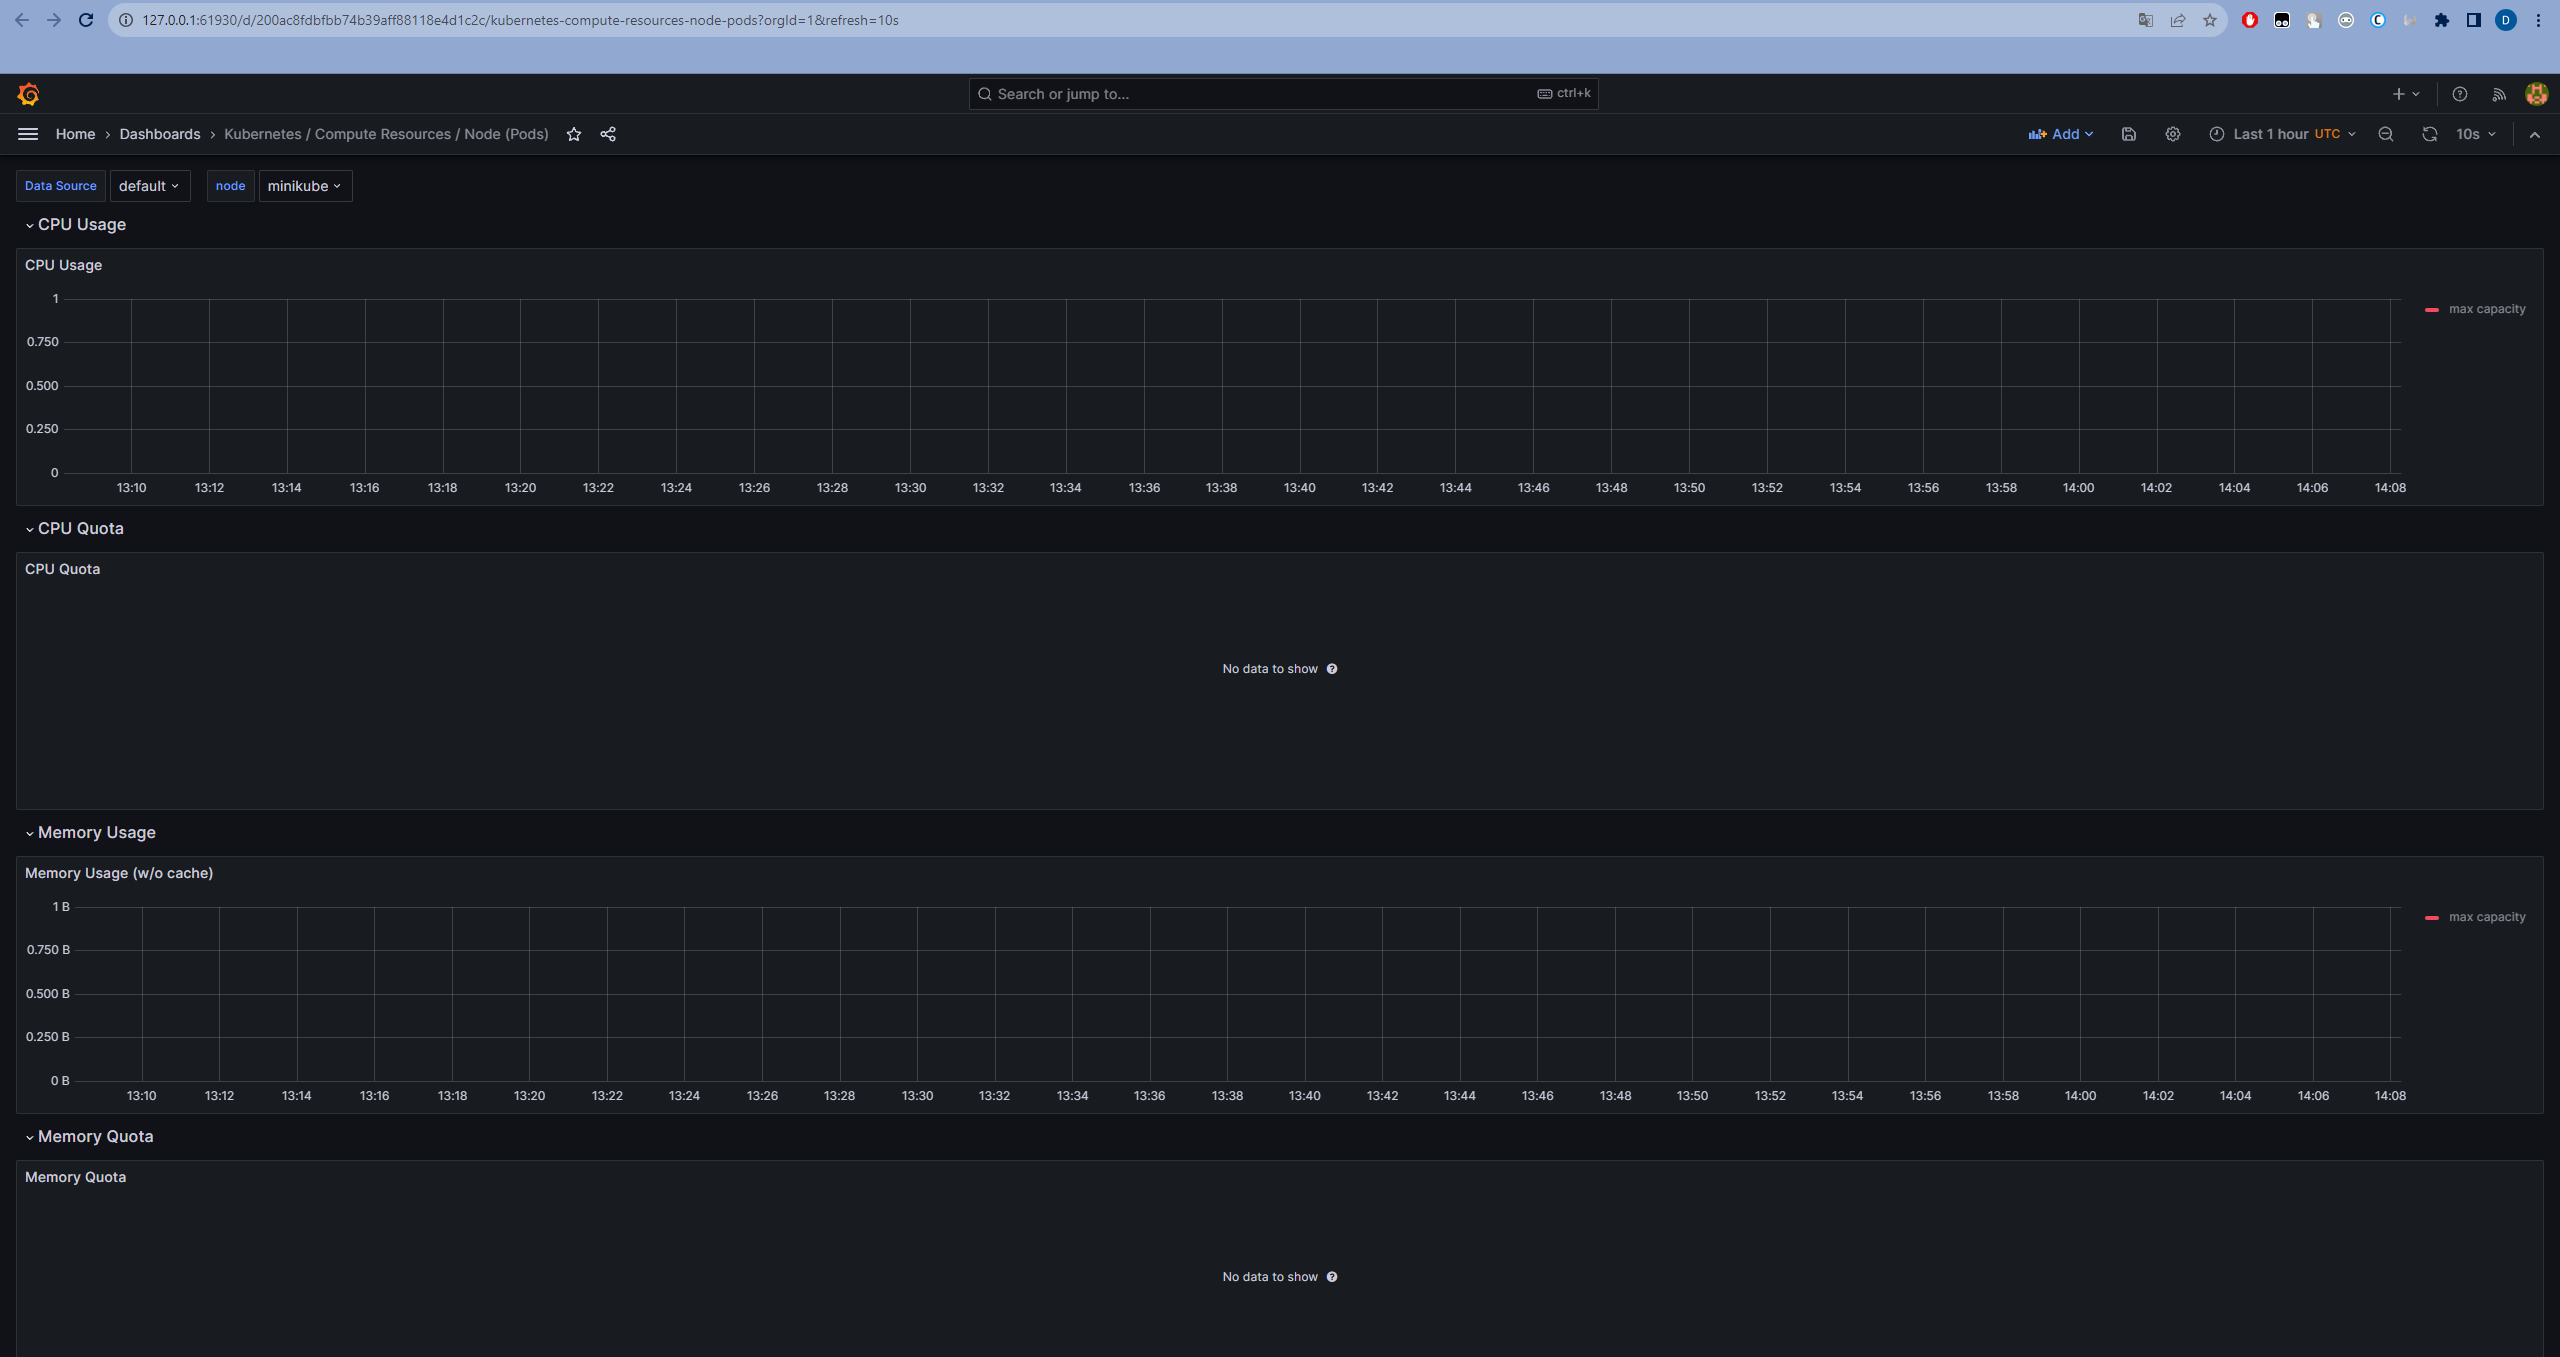 127.0.0.1:61930/d/200ac8fdbfbb74b39aff88118e4d1c2c/kubernetes-compute-resources-node-pods?orgId=1&refresh=10s
D
Search or jump to...
ctrl+k
Home › Dashboards › Kubernetes / Compute Resources / Node (Pods)
Add
Last 1 hour UTC
10s
Data Source default node minikube
CPU Usage
CPU Usage
1
0.750
0.500
0.250
0
13:10 13:12 13:14 13:16 13:18 13:20 13:22 13:24 13:26 13:28 13:30 13:32 13:34 13:36 13:38 13:40 13:42 13:44 13:46 13:48 13:50 13:52 13:54 13:56 13:58 14:00 14:02 14:04 14:06 14:08
max capacity
CPU Quota
CPU Quota
No data to show
Memory Usage
Memory Usage (w/o cache)
1 B
0.750 B
0.500 B
0.250 B
0 B
13:10 13:12 13:14 13:16 13:18 13:20 13:22 13:24 13:26 13:28 13:30 13:32 13:34 13:36 13:38 13:40 13:42 13:44 13:46 13:48 13:50 13:52 13:54 13:56 13:58 14:00 14:02 14:04 14:06 14:08
max capacity
Memory Quota
Memory Quota
No data to show